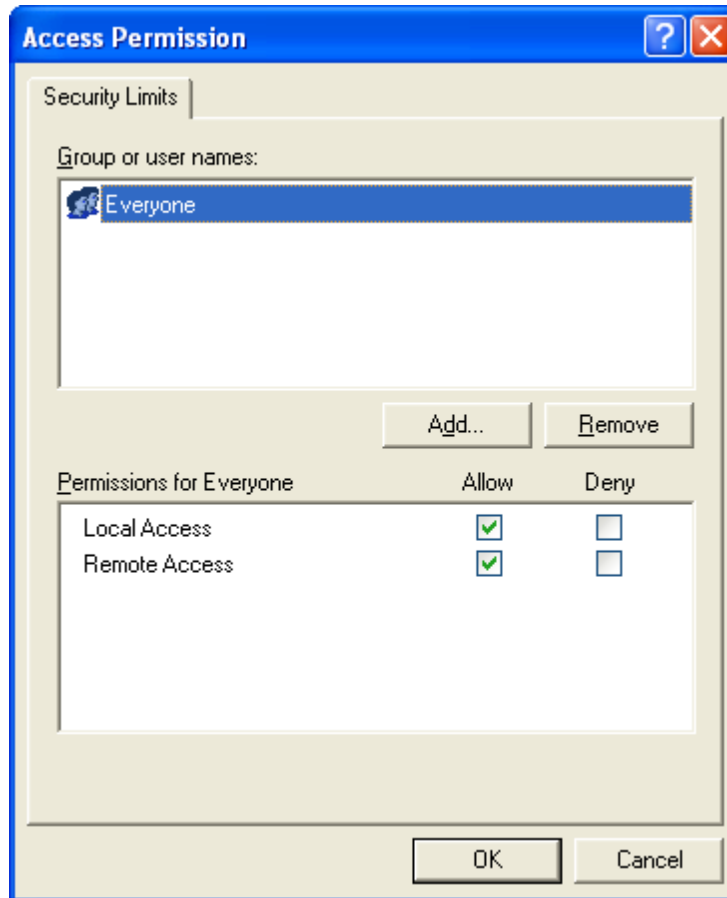 Access Permission
Security Limits
Group or user names:
Everyone
Add... Remove
Permissions for Everyone Allow Deny
Local Access
Remote Access
OK Cancel